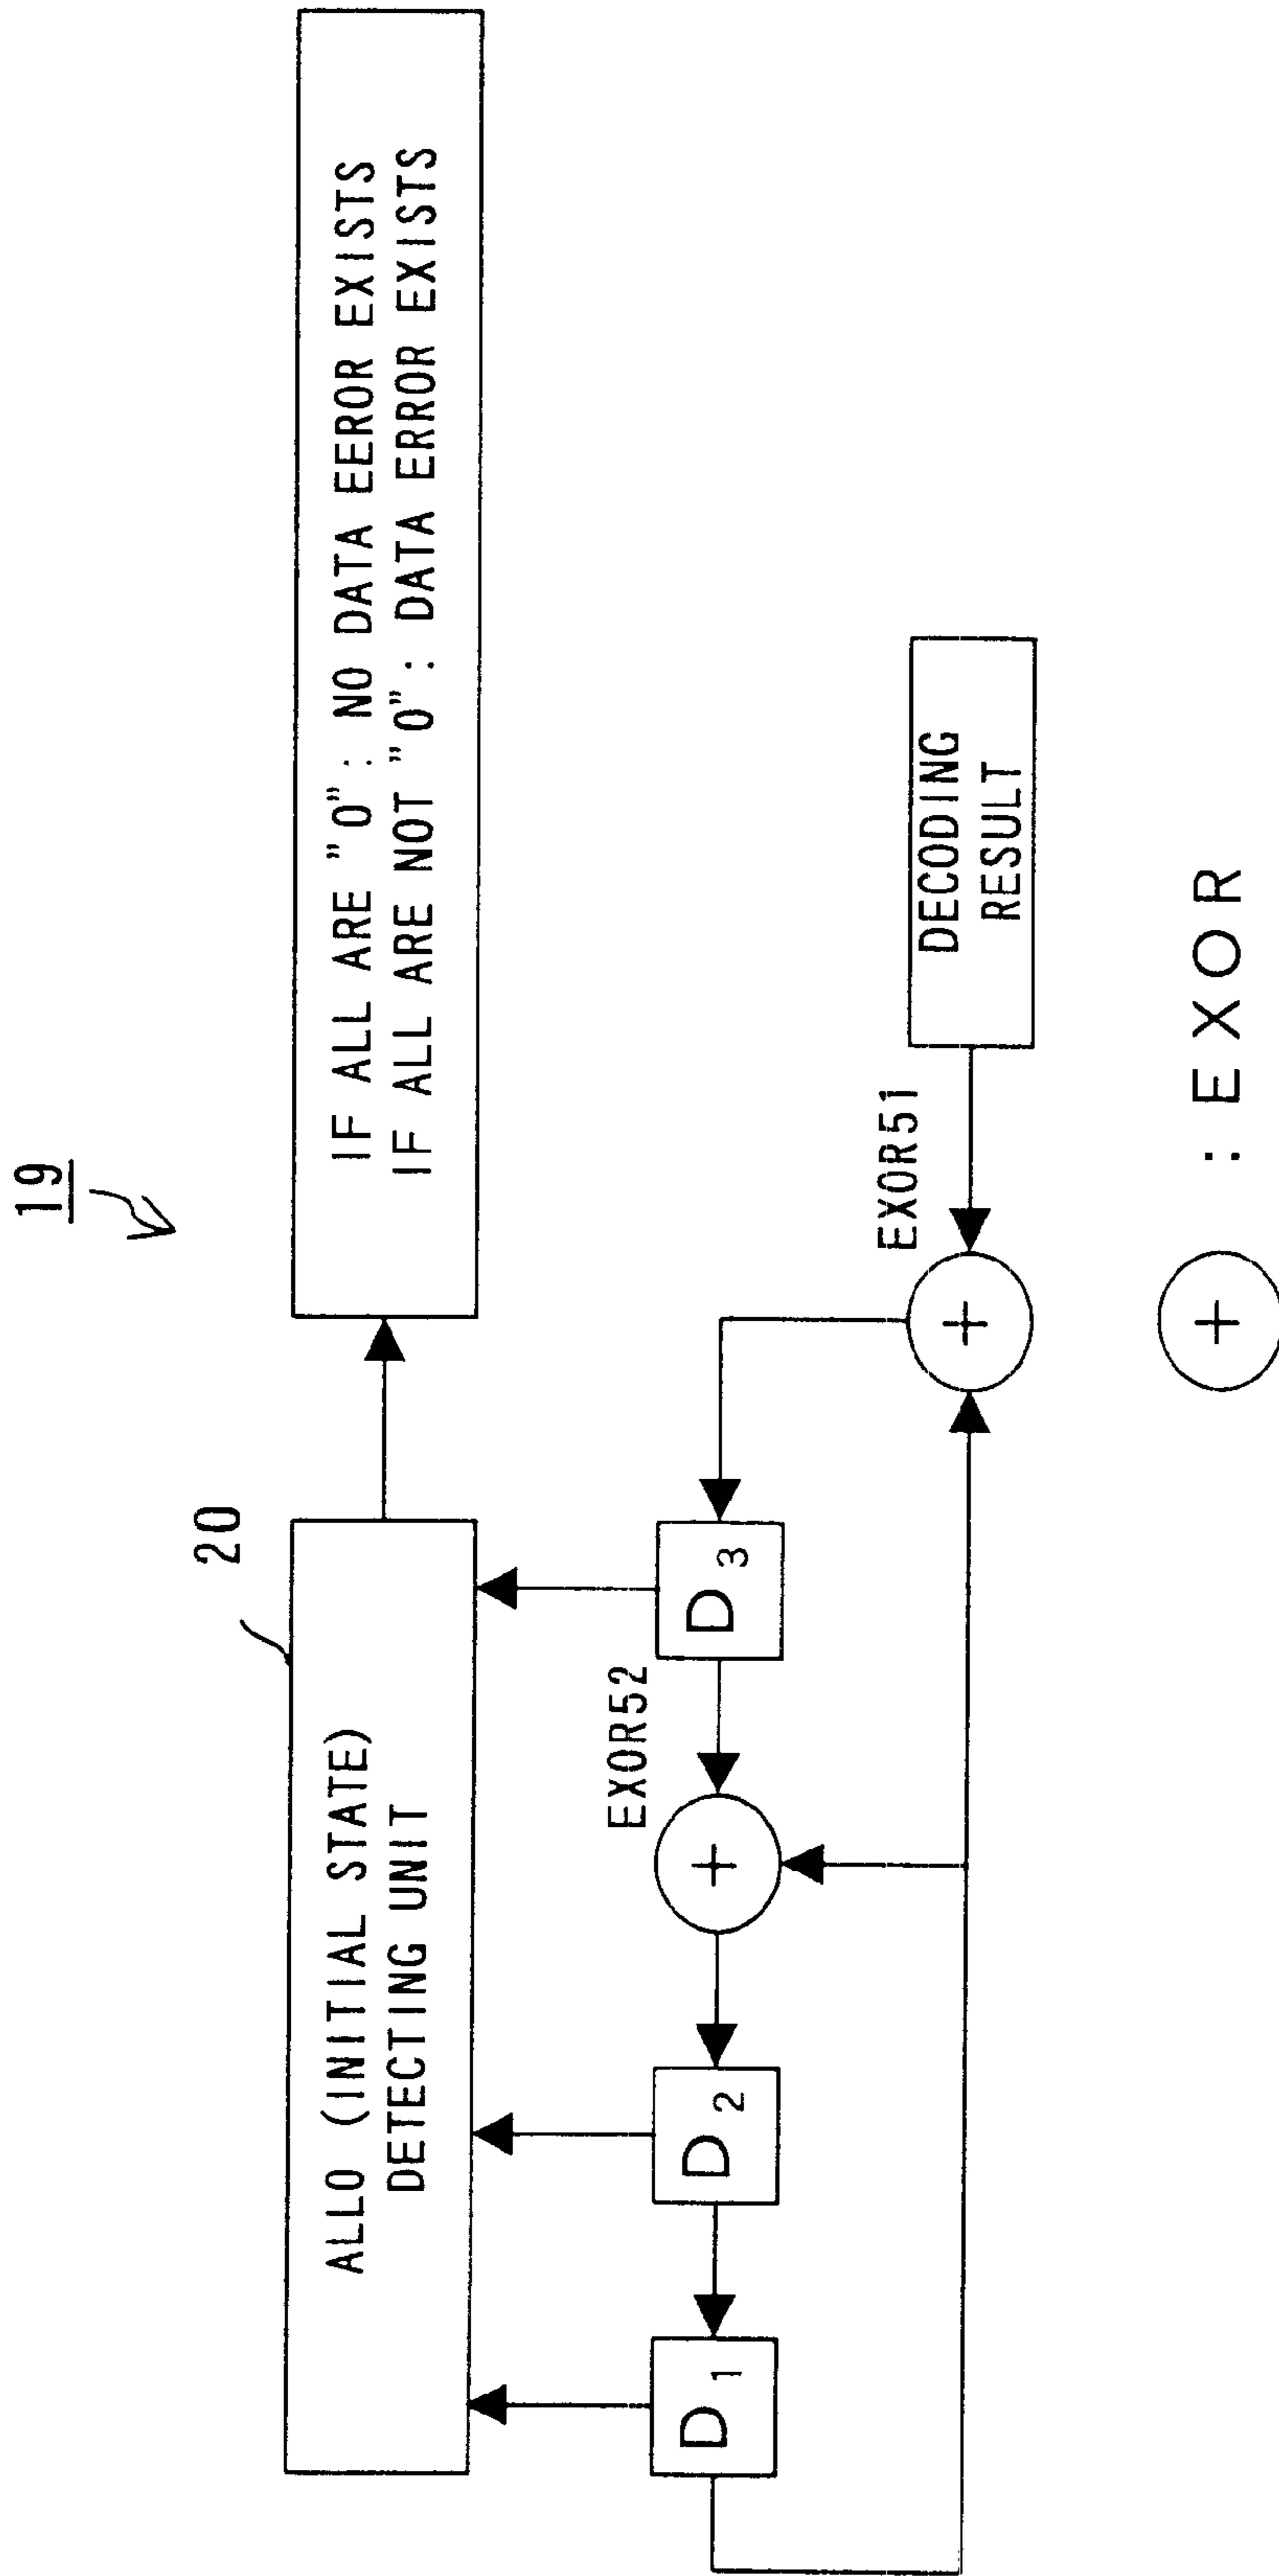 19
20
ALL0 (INITIAL STATE)
DETECTING UNIT
IF ALL ARE "0": NO DATA EEROR EXISTS
IF ALL ARE NOT "0": DATA ERROR EXISTS
D1
D2
EXOR52
+
D3
EXOR51
+
DECODING
RESULT
+ : EXOR